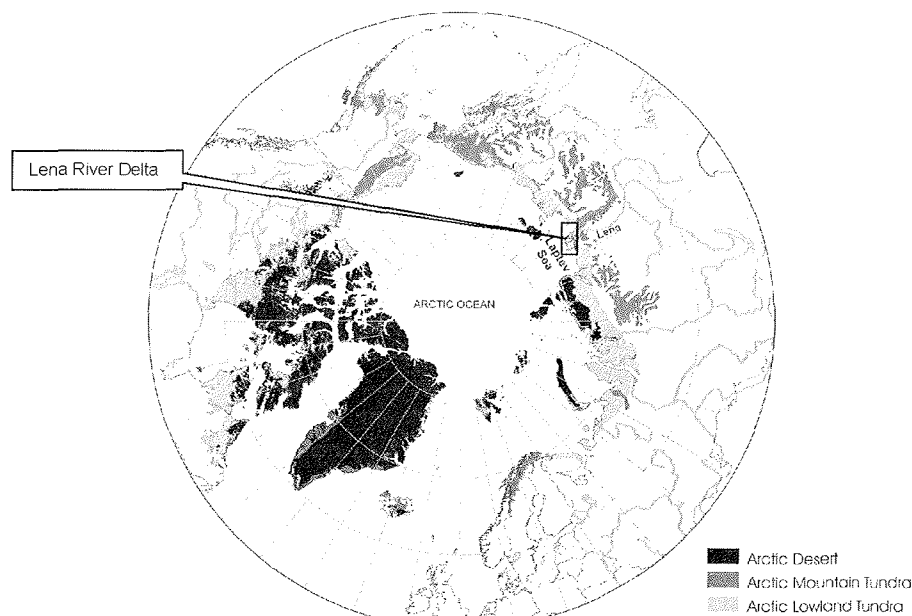 Lena River Delta
Lena
Laptev
Sea
ARCTIC OCEAN
Arctic Desert
Arctic Mountain Tundra
Arctic Lowland Tundra